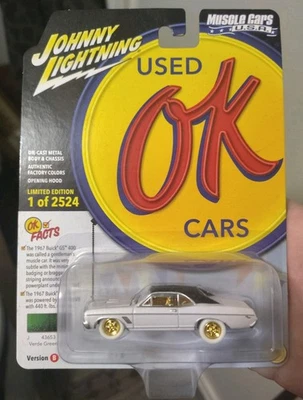 JOHNNY
LIGHTNING
MUSCLE CARS
U.S.A.
USED
OK
CARS
DIE-CAST METAL
BODY & CHASSIS
AUTHENTIC
FACTORY COLORS
OPENING HOOD
LIMITED EDITION
1 of 2524
OK
FACTS
The 1967 Buick GS 400
was called a gentleman's
muscle car. It was very
subtle with the
badging or
The 1967 Buick
was powered by
with 440 lbs.
Version B